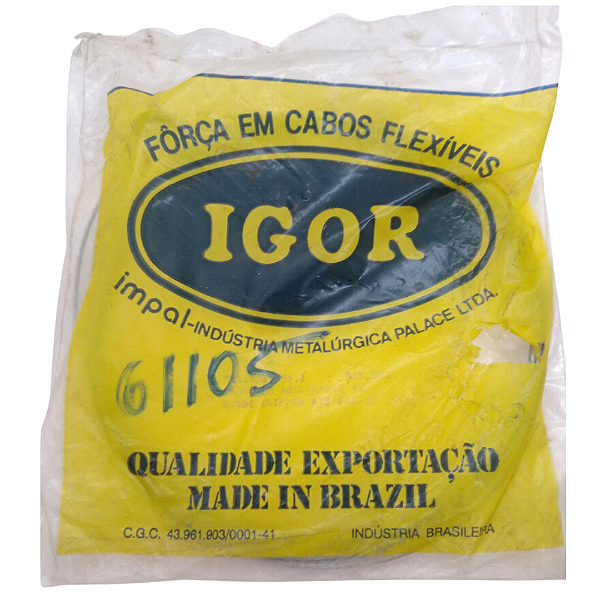 FÔRÇA EM CABOS FLEXÍVEIS
IGOR
impal-INDÚSTRIA METALÚRGICA PALACE LTDA.
61105
QUALIDADE EXPORTAÇÃO
MADE IN BRAZIL
C.G.C. 43.961.903/0001-41 INDÚSTRIA BRASILEIRA